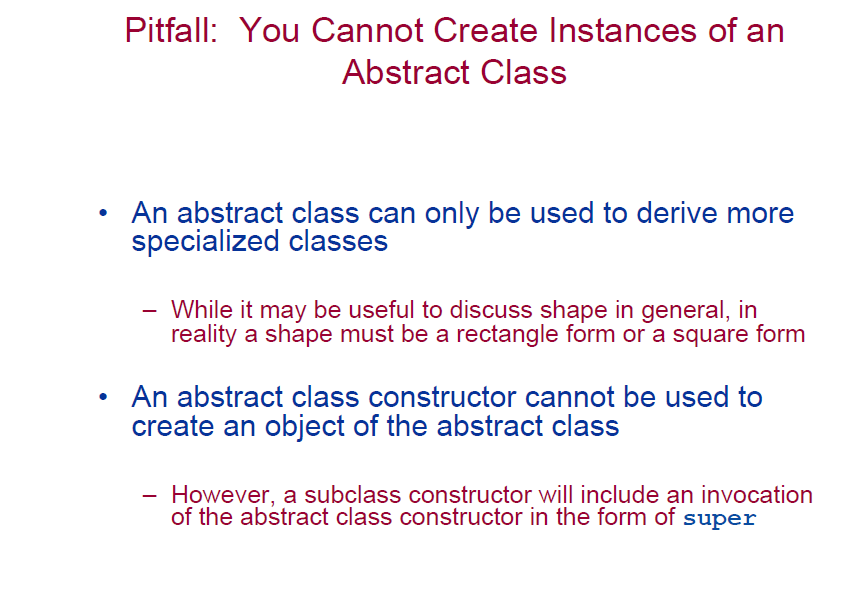 Pitfall: You Cannot Create Instances of an
Abstract Class
• An abstract class can only be used to derive more
specialized classes
– While it may be useful to discuss shape in general, in
reality a shape must be a rectangle form or a square form
• An abstract class constructor cannot be used to
create an object of the abstract class
– However, a subclass constructor will include an invocation
of the abstract class constructor in the form of super